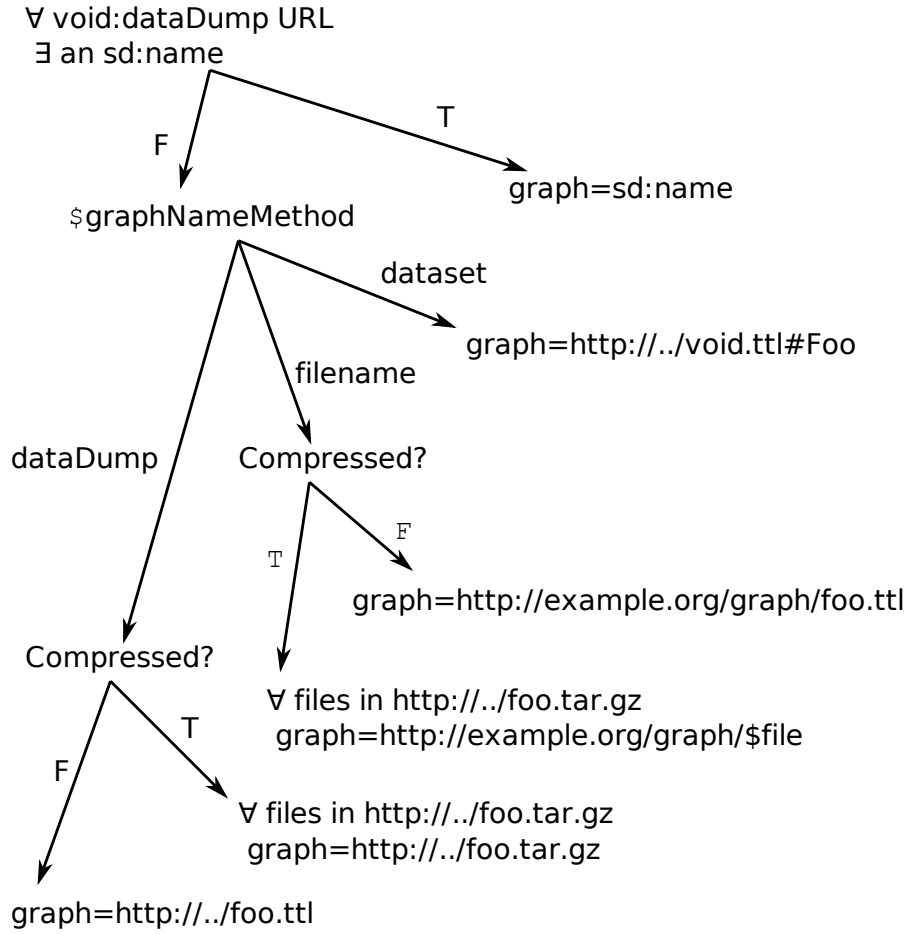 ∀ void:dataDump URL
∃ an sd:name
T
F
graph=sd:name
$graphNameMethod
dataset
graph=http://../void.ttl#Foo
filename
dataDump
Compressed?
F
T
graph=http://example.org/graph/foo.ttl
Compressed?
∀ files in http://../foo.tar.gz
graph=http://example.org/graph/$file
T
F
∀ files in http://../foo.tar.gz
graph=http://../foo.tar.gz
graph=http://../foo.ttl